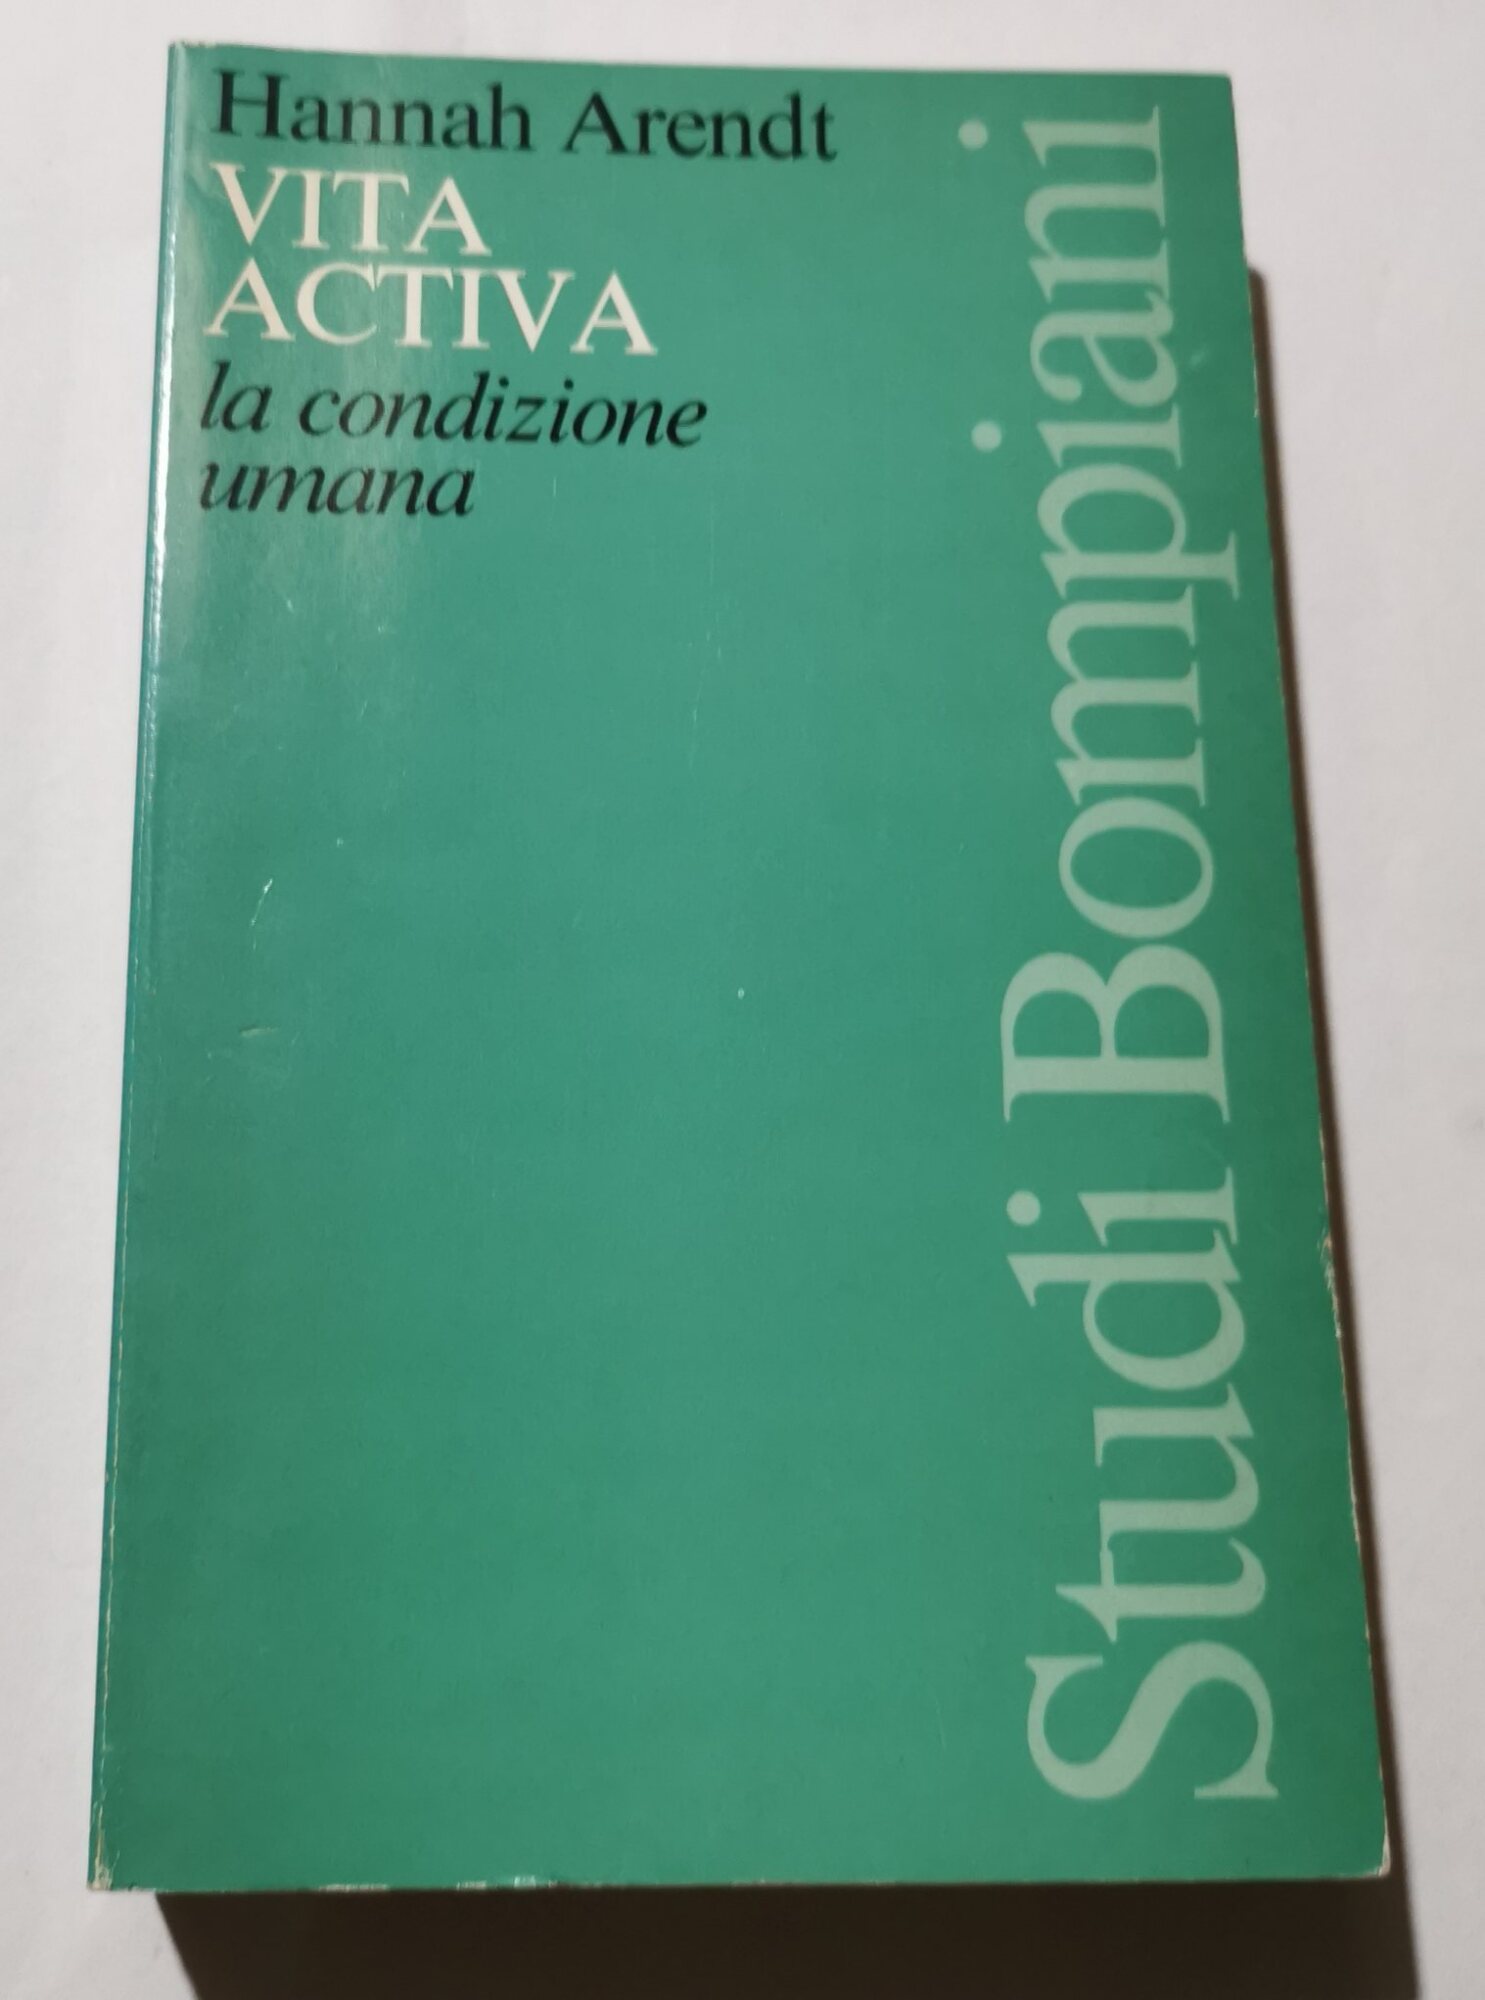 Hannah Arendt
VITA
ACTIVA
la condizione
umana
Studi Bompiani